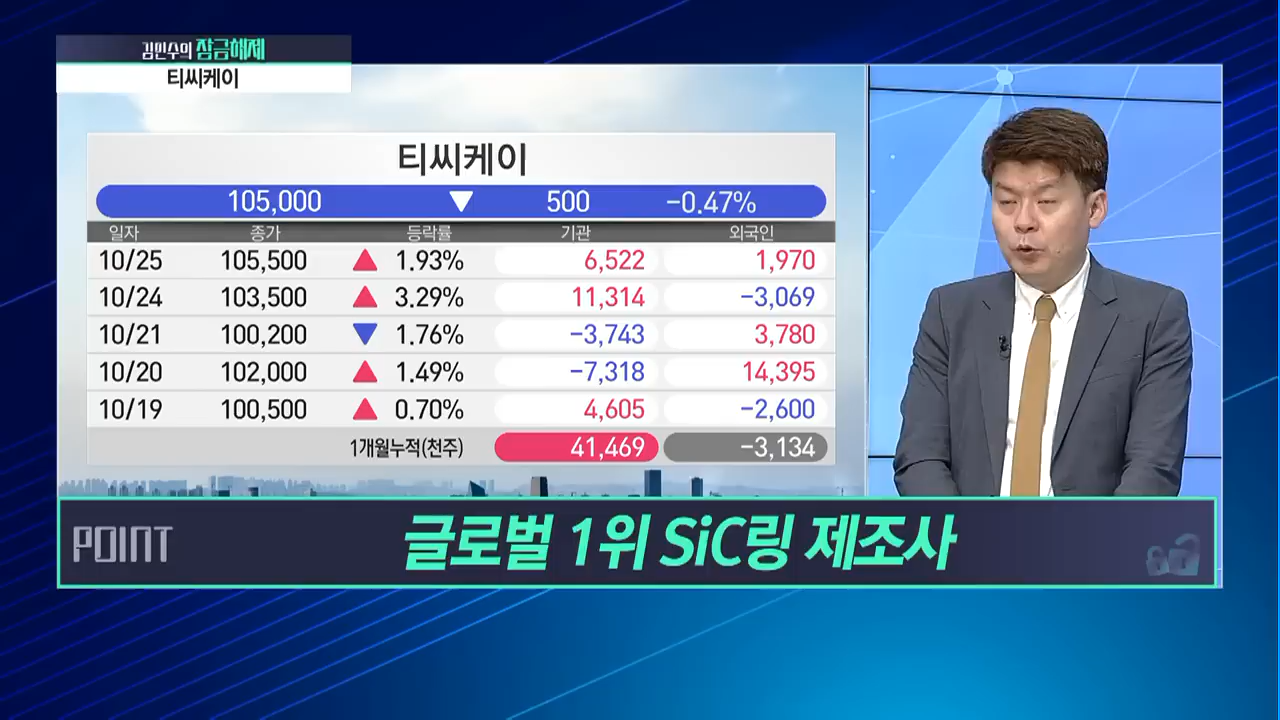 김민수의 잠금해제
티씨케이
티씨케이
105,000 ▼ 500 -0.47%
일자 종가 등락률 기관 외국인
10/25 105,500 ▲ 1.93% 6,522 1,970
10/24 103,500 ▲ 3.29% 11,314 -3,069
10/21 100,200 ▼ 1.76% -3,743 3,780
10/20 102,000 ▲ 1.49% -7,318 14,395
10/19 100,500 ▲ 0.70% 4,605 -2,600
1개월누적(천주) 41,469 -3,134
POINT 글로벌 1위 SiC링 제조사